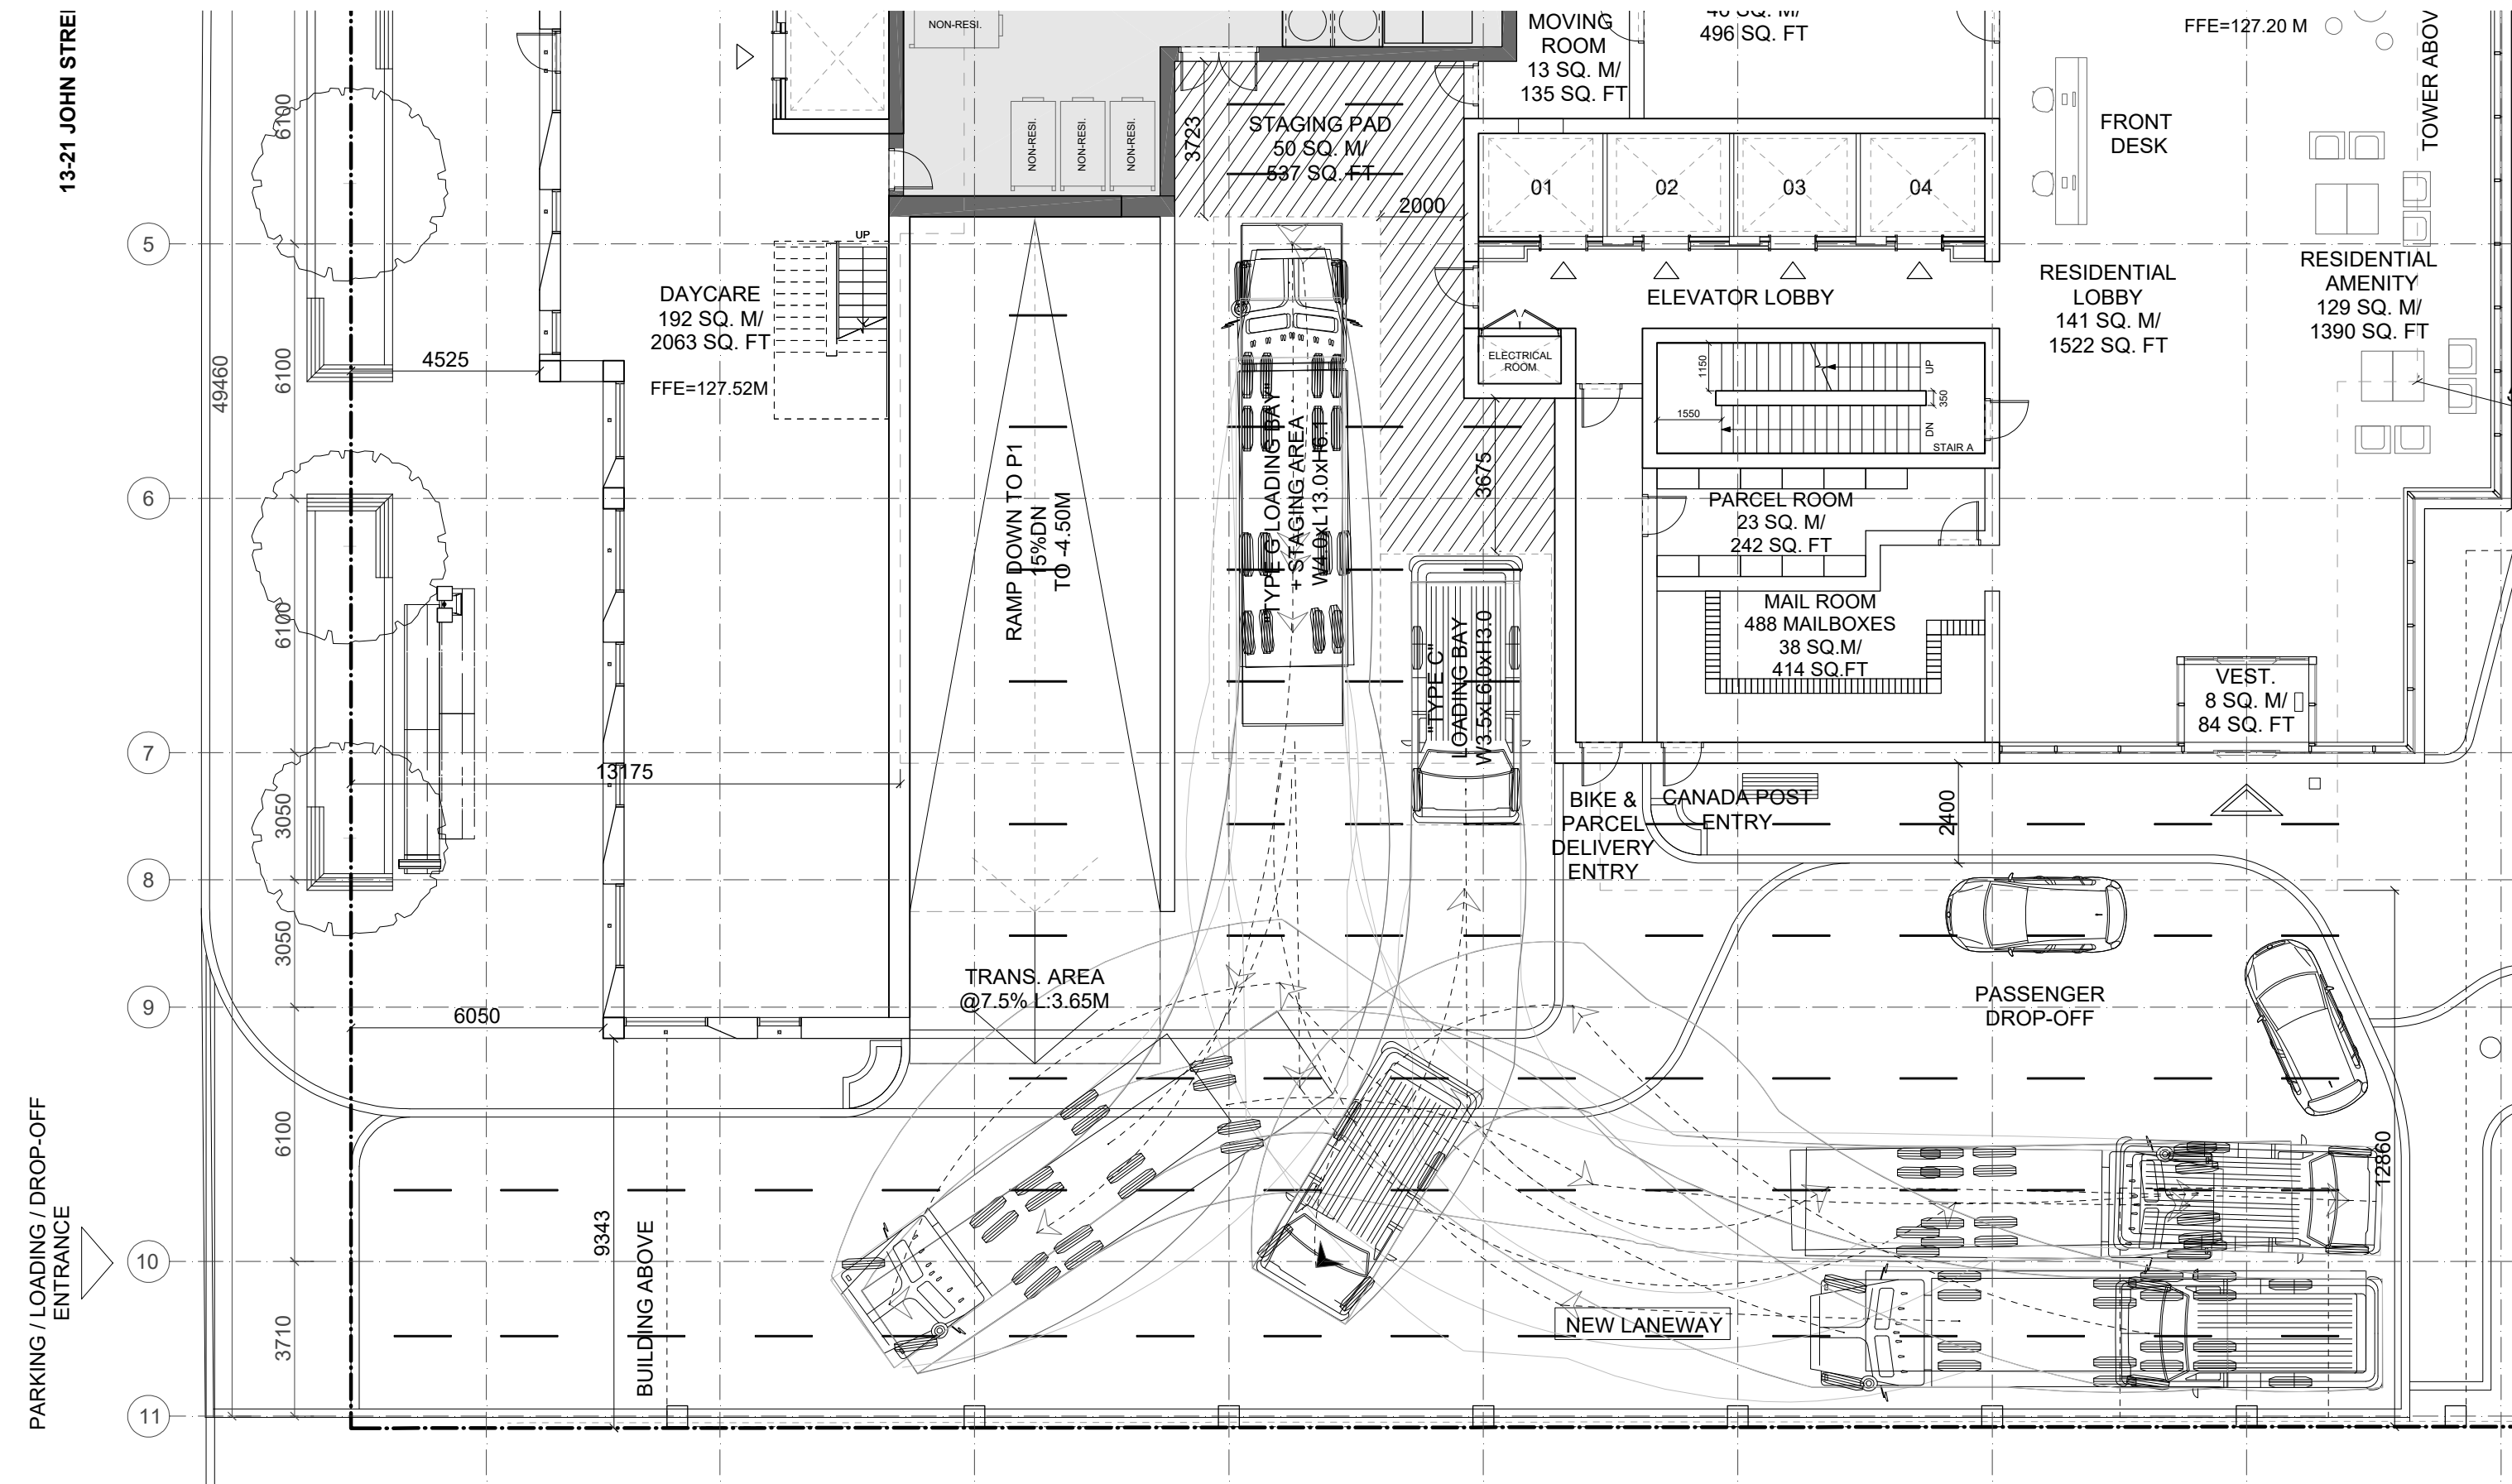 13-21 JOHN STREE
NON-RESI.
NON-RESI.
NON-RESI.
NON-RESI.
MOVING
ROOM
13 SQ. M/
135 SQ. FT
496 SQ. FT
FFE=127.20 M
TOWER ABOV
FRONT
DESK
STAGING PAD
50 SQ. M/
537 SQ. FT
3723
2000
01
02
03
04
ELEVATOR LOBBY
RESIDENTIAL
LOBBY
141 SQ. M/
1522 SQ. FT
RESIDENTIAL
AMENITY
129 SQ. M/
1390 SQ. FT
5
6
7
8
9
10
11
6100
6100
6100
3050
3050
6100
3710
49460
4525
13175
6050
9343
UP
DAYCARE
192 SQ. M/
2063 SQ. FT
FFE=127.52M
RAMP DOWN TO P1
15%DN
TO -4.50M
"TYPE G LOADING BAY"
+ STAGING AREA
W4.0xL13.0xH6.1
"TYPE C"
LOADING BAY
W3.5xL6.0xH3.0
3675
ELECTRICAL
ROOM
1150
1550
350
UP
DN
STAIR A
PARCEL ROOM
23 SQ. M/
242 SQ. FT
MAIL ROOM
488 MAILBOXES
38 SQ.M/
414 SQ.FT
VEST.
8 SQ. M/
84 SQ. FT
BIKE &
PARCEL
DELIVERY
ENTRY
CANADA POST
ENTRY
2400
TRANS. AREA
@7.5% L:3.65M
PASSENGER
DROP-OFF
12860
NEW LANEWAY
BUILDING ABOVE
PARKING / LOADING / DROP-OFF
ENTRANCE